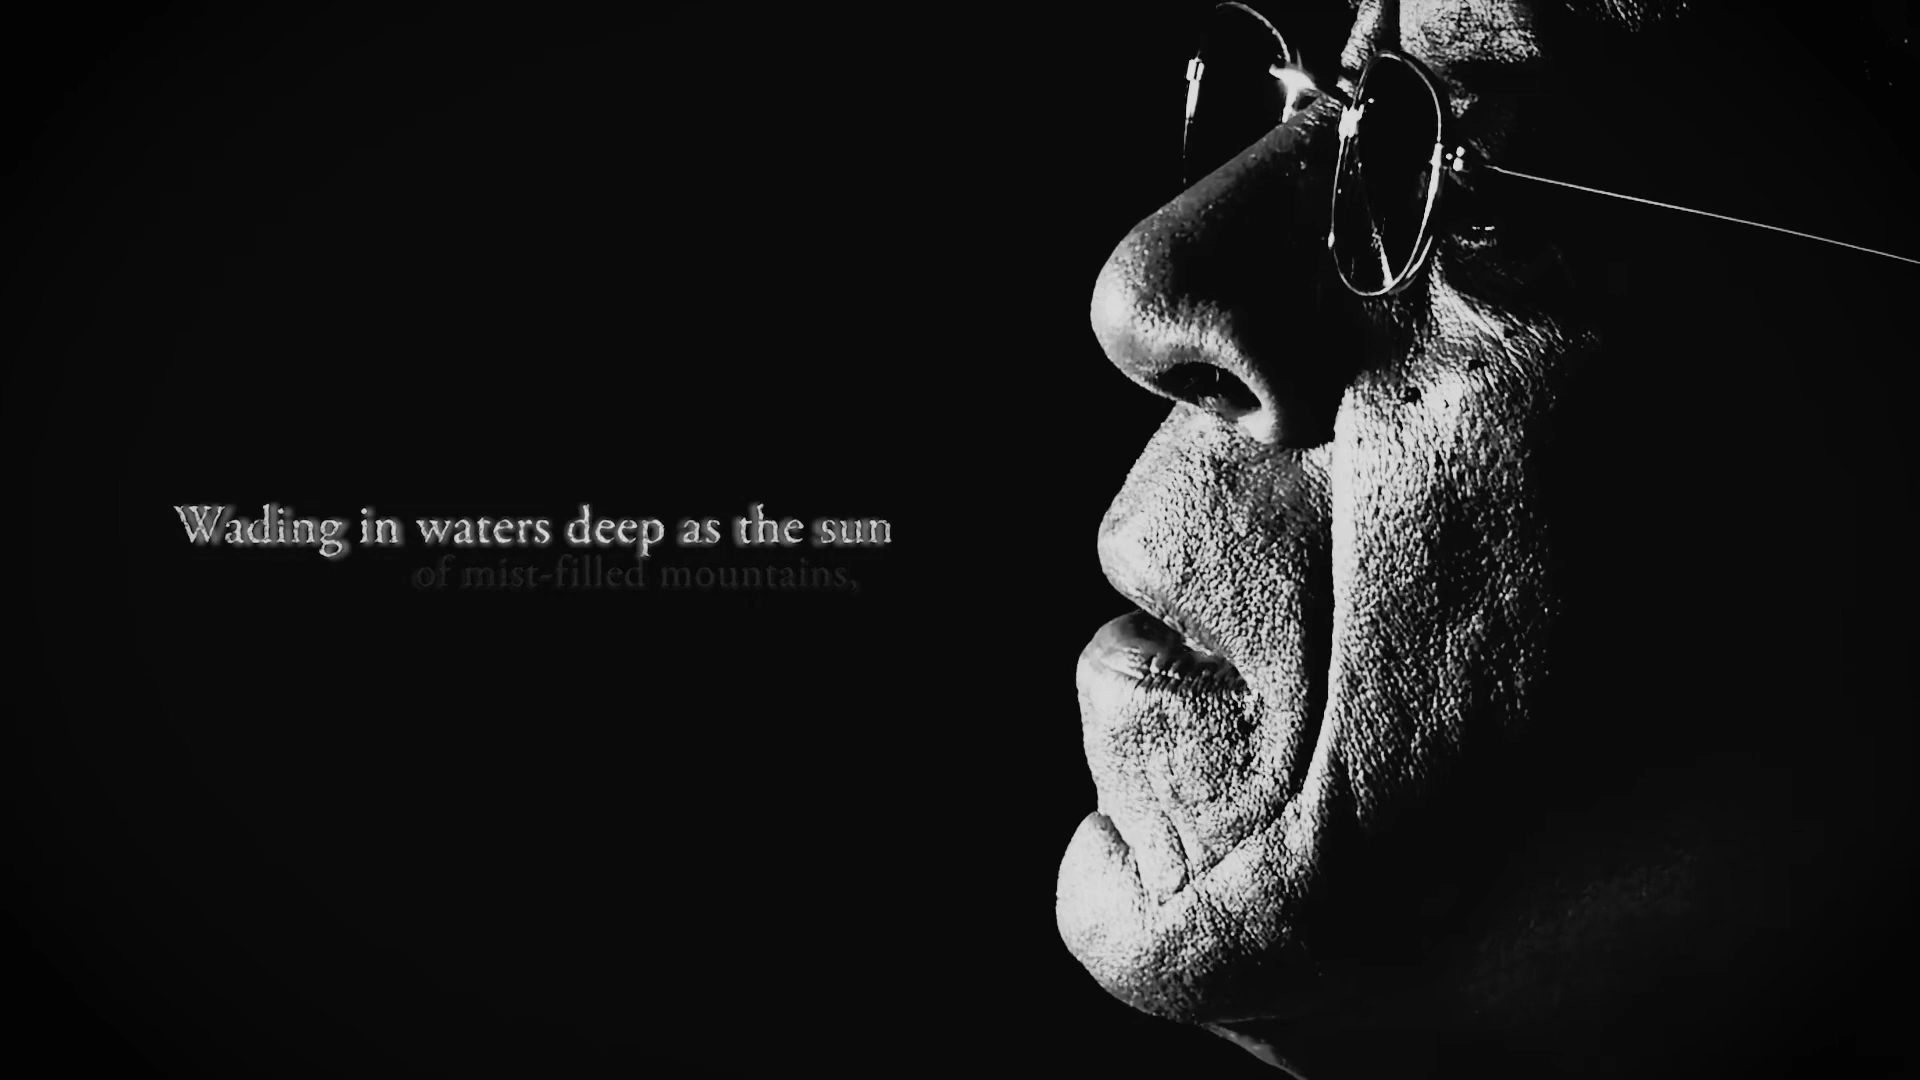 Wading in waters deep as the sun
of mist-filled mountains,